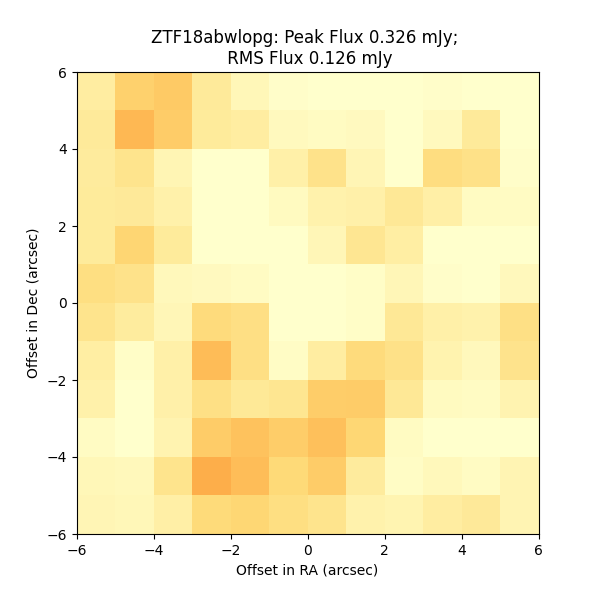 ZTF18abwlopg: Peak Flux 0.326 mJy;
RMS Flux 0.126 mJy
6
4
2
0
−2
−4
−6
Offset in Dec (arcsec)
−6 −4 −2 0 2 4 6
Offset in RA (arcsec)